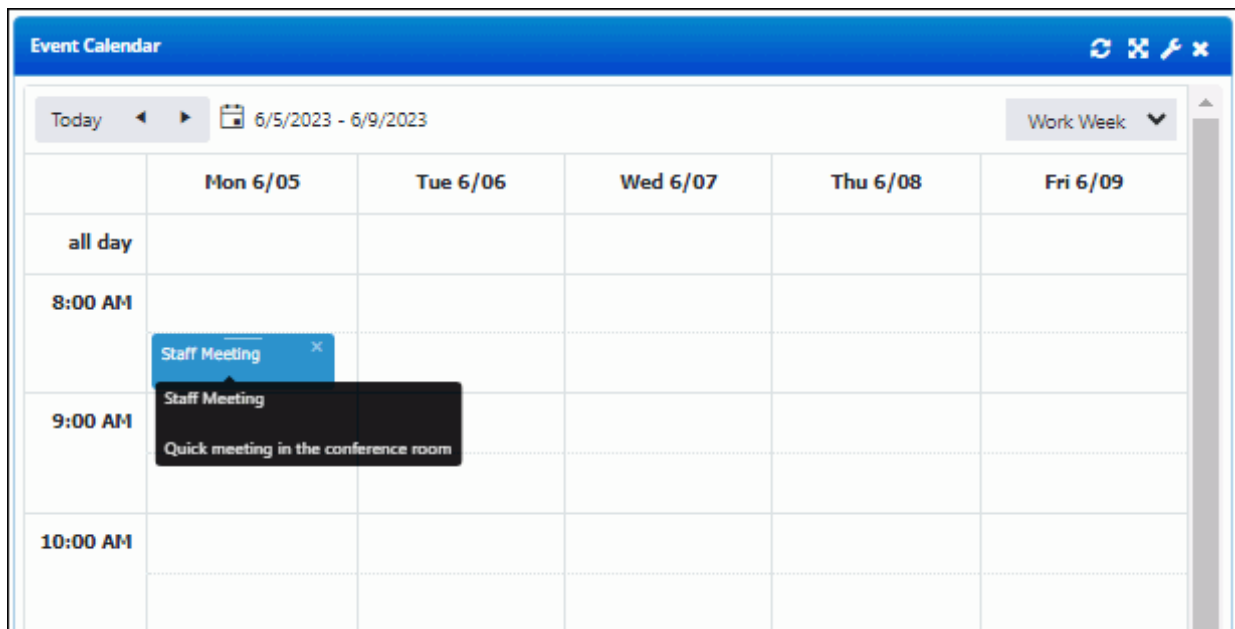 Event Calendar
Today 6/5/2023 - 6/9/2023 Work Week
Mon 6/05 Tue 6/06 Wed 6/07 Thu 6/08 Fri 6/09
all day
8:00 AM
Staff Meeting
Staff Meeting
9:00 AM
Quick meeting in the conference room
10:00 AM